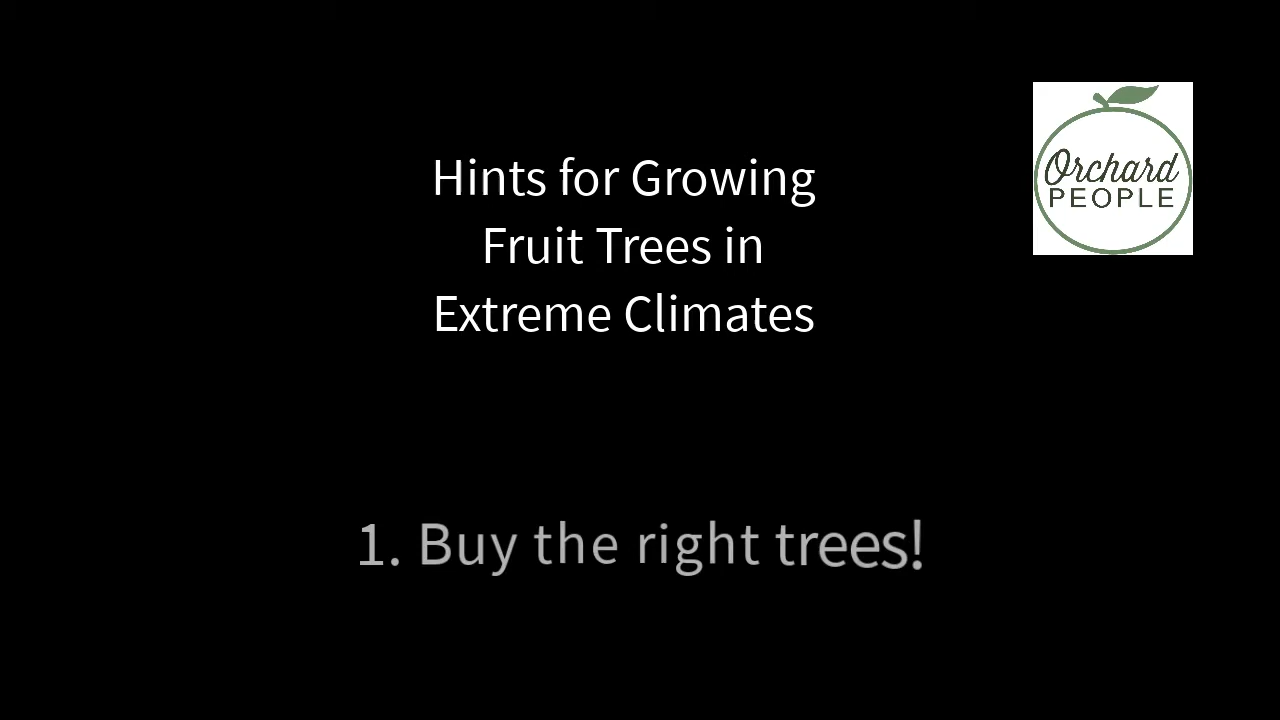 Hints for Growing
Fruit Trees in
Extreme Climates
Orchard
PEOPLE
1. Buy the right trees!